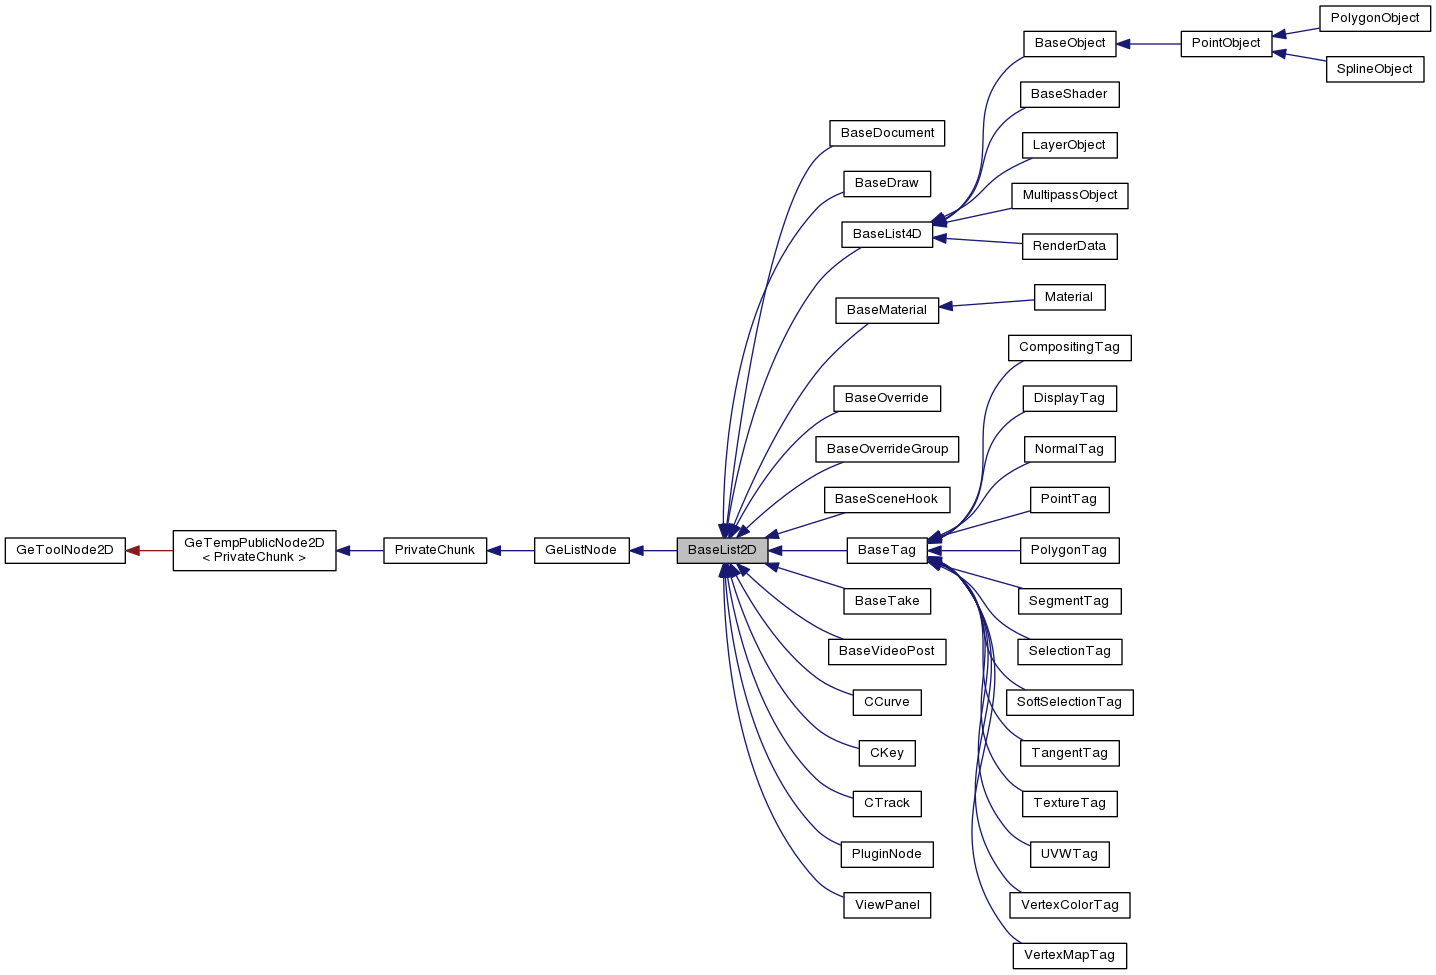 GeToolNode2D
GeTempPublicNode2D
< PrivateChunk >
PrivateChunk
GeListNode
BaseList2D
BaseDocument
BaseDraw
BaseList4D
BaseMaterial
BaseOverride
BaseOverrideGroup
BaseSceneHook
BaseTag
BaseTake
BaseVideoPost
CCurve
CKey
CTrack
PluginNode
ViewPanel
BaseObject
BaseShader
LayerObject
MultipassObject
RenderData
Material
CompositingTag
DisplayTag
NormalTag
PointTag
PolygonTag
SegmentTag
SelectionTag
SoftSelectionTag
TangentTag
TextureTag
UVWTag
VertexColorTag
VertexMapTag
PointObject
PolygonObject
SplineObject